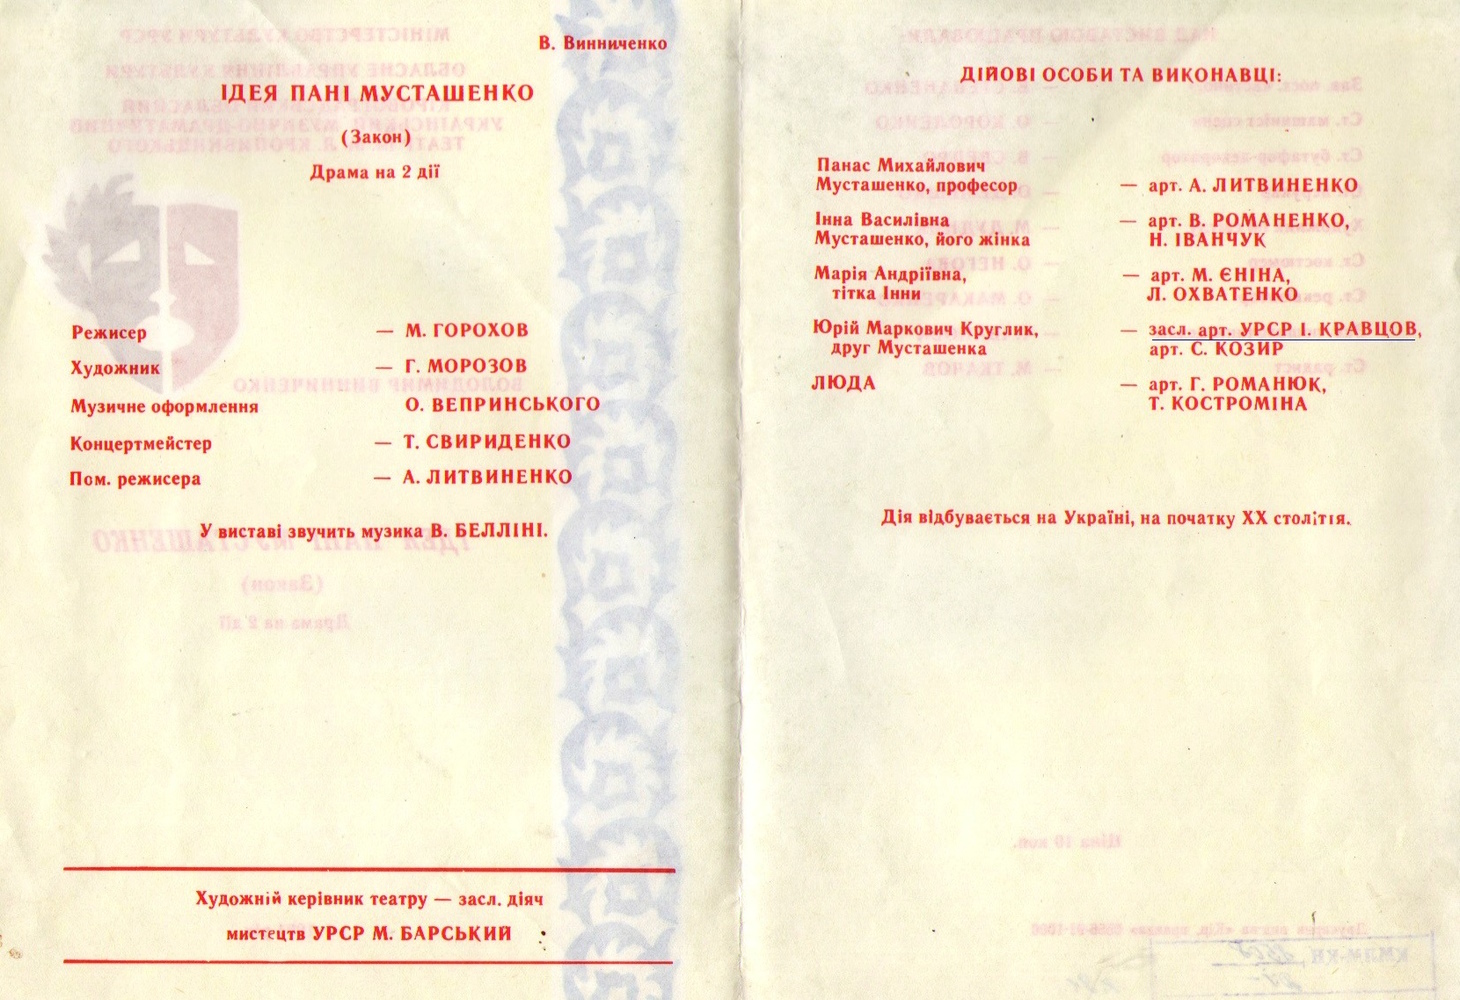 В. Винниченко
ІДЕЯ ПАНІ МУСТАШЕНКО
(Закон)
Драма на 2 дії
Режисер — М. ГОРОХОВ
Художник — Г. МОРОЗОВ
Музичне оформлення О. ВЕПРИНСЬКОГО
Концертмейстер — Т. СВИРИДЕНКО
Пом. режисера — А. ЛИТВИНЕНКО
У виставі звучить музика В. БЕЛЛІНІ.
Художній керівник театру — засл. діяч
мистецтв УРСР М. БАРСЬКИЙ
ДІЙОВІ ОСОБИ ТА ВИКОНАВЦІ:
Панас Михайлович
Мусташенко, професор — арт. А. ЛИТВИНЕНКО
Інна Василівна — арт. В. РОМАНЕНКО,
Мусташенко, його жінка Н. ІВАНЧУК
Марія Андріївна, — арт. М. ЄНІНА,
тітка Інни Л. ОХВАТЕНКО
Юрій Маркович Круглик, — засл. арт. УРСР І. КРАВЦОВ,
друг Мусташенка арт. С. КОЗИР
ЛЮДА — арт. Г. РОМАНЮК,
Т. КОСТРОМІНА
Дія відбувається на Україні, на початку XX століття.